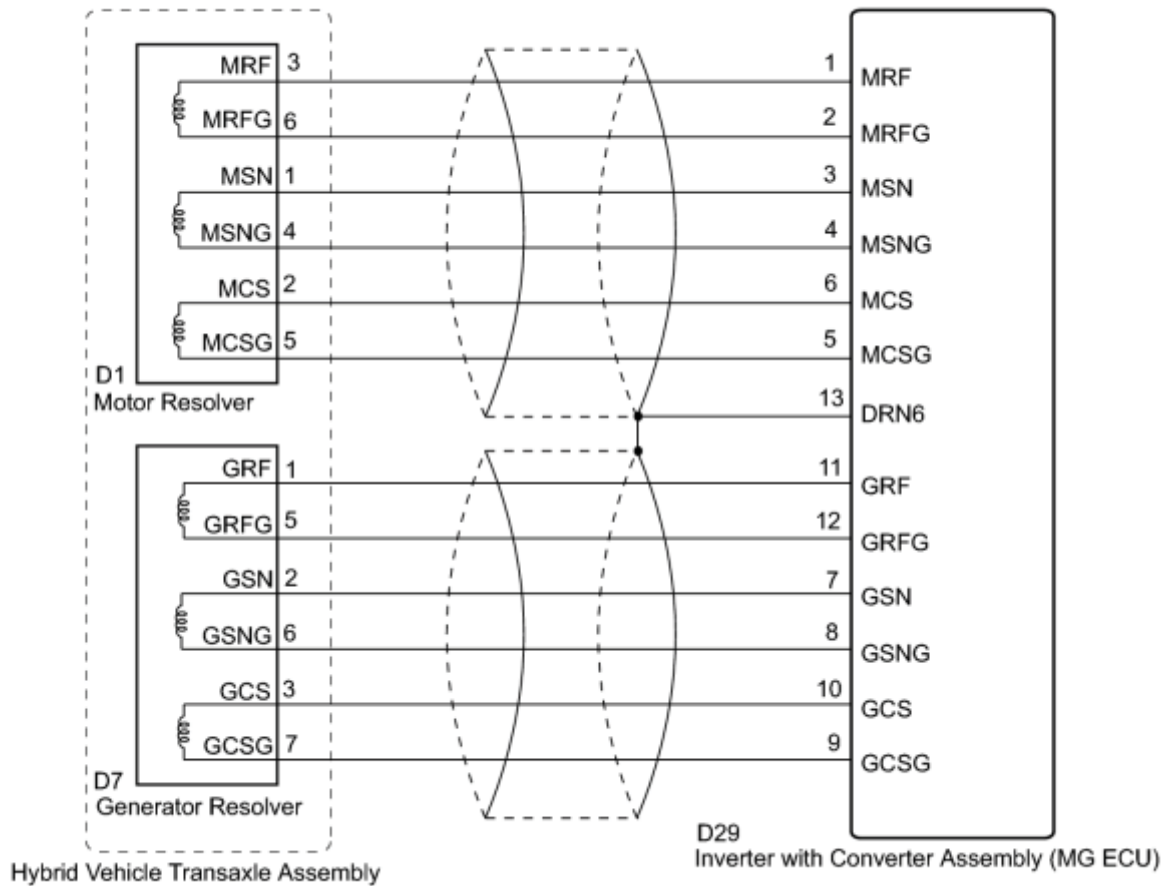 MRF 3 1 MRF
MRFG 6 2 MRFG
MSN 1 3 MSN
MSNG 4 4 MSNG
MCS 2 6 MCS
MCSG 5 5 MCSG
D1
Motor Resolver
13 DRN6
GRF 1 11 GRF
GRFG 5 12 GRFG
GSN 2 7 GSN
GSNG 6 8 GSNG
GCS 3 10 GCS
GCSG 7 9 GCSG
D7
Generator Resolver
D29
Inverter with Converter Assembly (MG ECU)
Hybrid Vehicle Transaxle Assembly